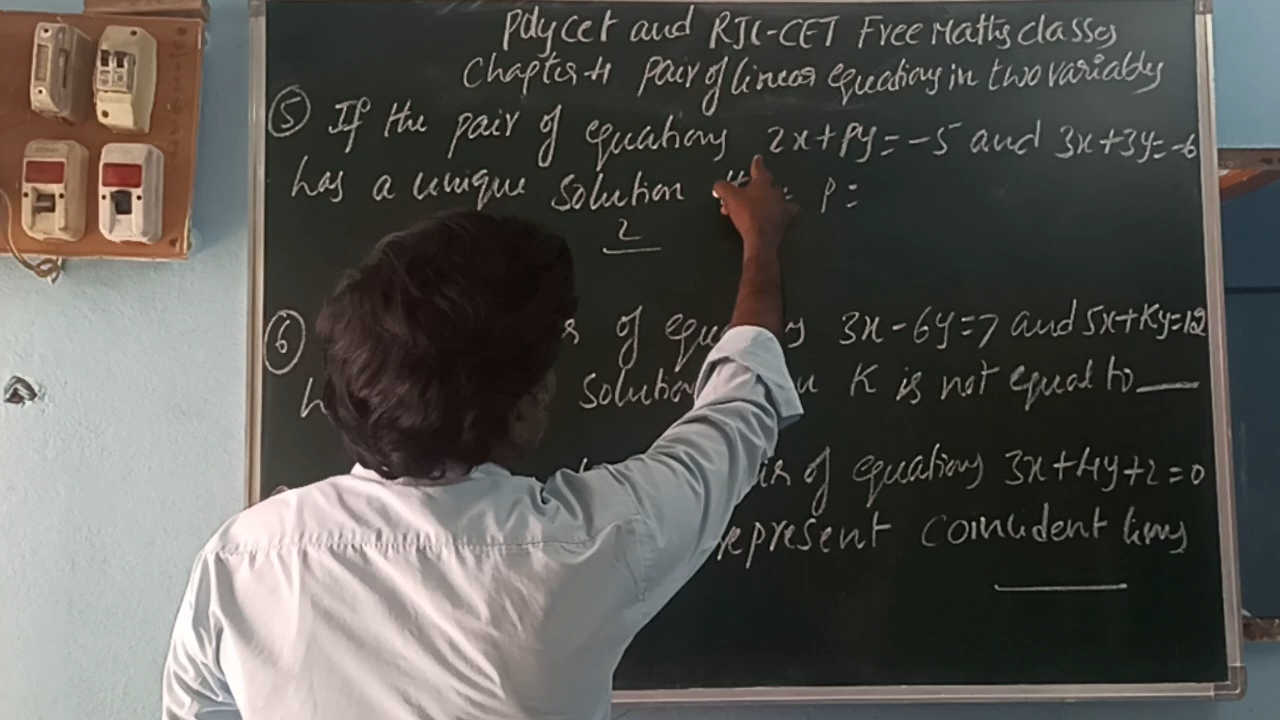 Polycet and RJC-CET Free Maths classes
Chapter-4 pair of linear equations in two variables
5 If the pair of equations 2x+py=-5 and 3x+3y=-6
has a unique solution p=
2
6 of equ 3x-6y=7 and 5x+Ky=12
solution K is not equal to
of equations 3x+4y+2=0
represent coincident lines